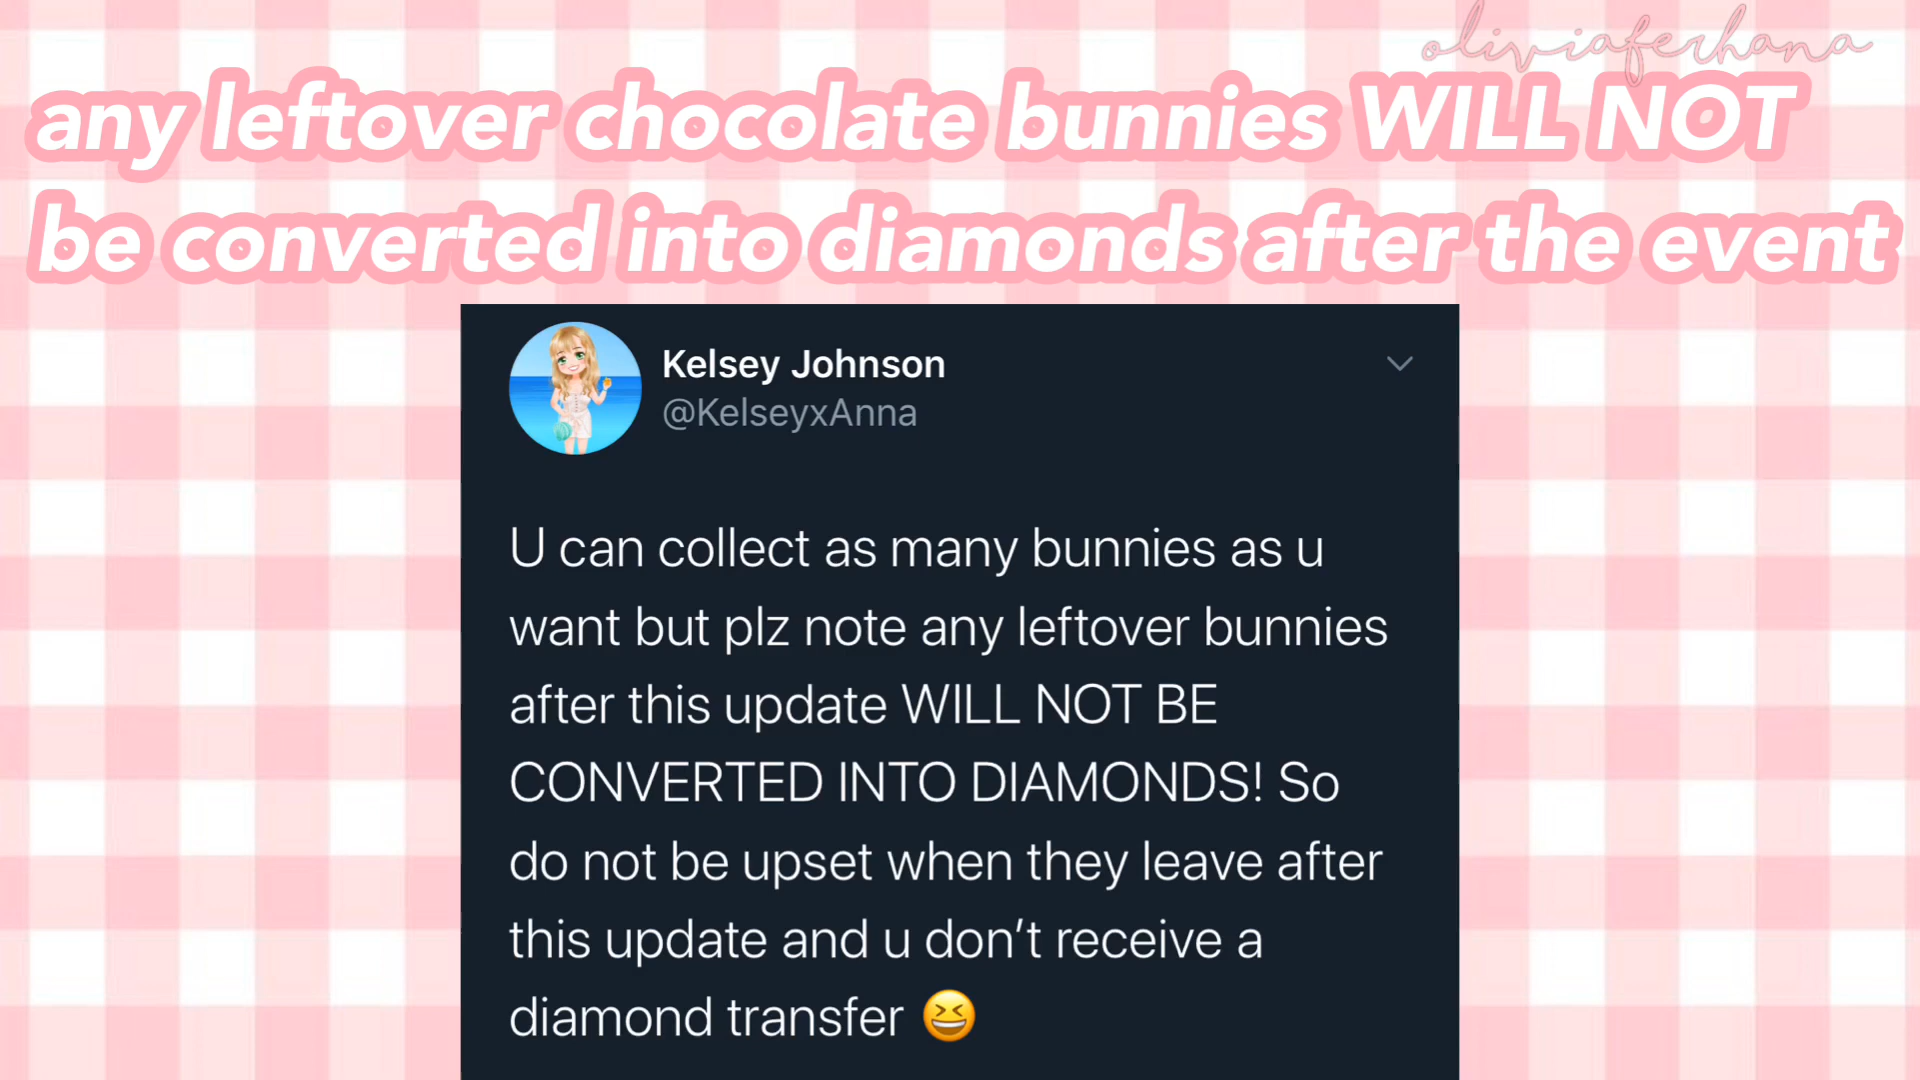 oliviaferhana
any leftover chocolate bunnies WILL NOT
be converted into diamonds after the event
Kelsey Johnson
@KelseyxAnna
U can collect as many bunnies as u
want but plz note any leftover bunnies
after this update WILL NOT BE
CONVERTED INTO DIAMONDS! So
do not be upset when they leave after
this update and u don’t receive a
diamond transfer 😆